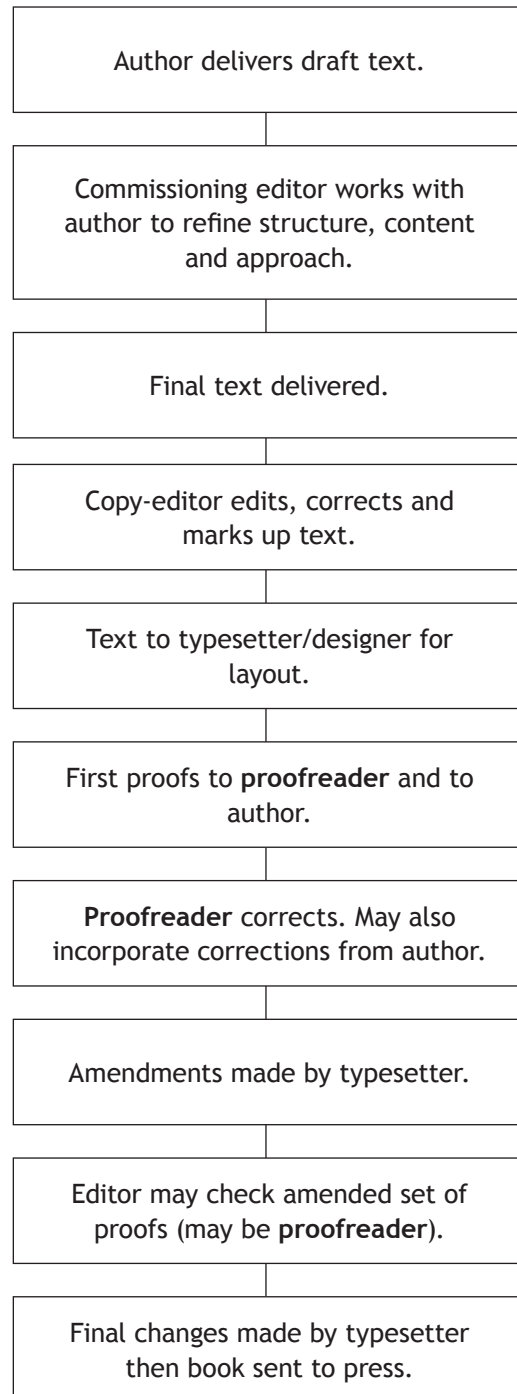 Author delivers draft text.
Commissioning editor works with
author to refine structure, content
and approach.
Final text delivered.
Copy-editor edits, corrects and
marks up text.
Text to typesetter/designer for
layout.
First proofs to proofreader and to
author.
Proofreader corrects. May also
incorporate corrections from author.
Amendments made by typesetter.
Editor may check amended set of
proofs (may be proofreader).
Final changes made by typesetter
then book sent to press.